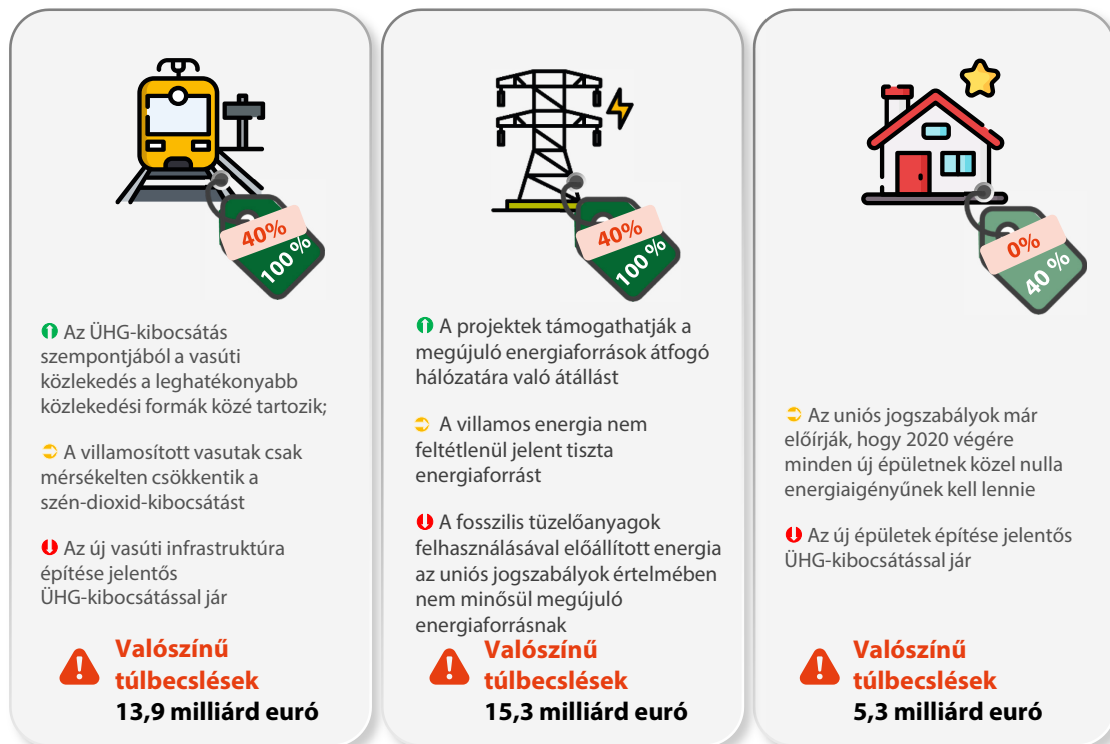 40%
100 %
Az ÜHG-kibocsátás
szempontjából a vasúti
közlekedés a leghatékonyabb
közlekedési formák közé tartozik;
A villamosított vasutak csak
mérsékelten csökkentik a
szén-dioxid-kibocsátást
Az új vasúti infrastruktúra
építése jelentős
ÜHG-kibocsátással jár
Valószínű
túlbecslések
13,9 milliárd euró
40%
100 %
A projektek támogathatják a
megújuló energiaforrások átfogó
hálózatára való átállást
A villamos energia nem
feltétlenül jelent tiszta
energiaforrást
A fosszilis tüzelőanyagok
felhasználásával előállított energia
az uniós jogszabályok értelmében
nem minősül megújuló
energiaforrásnak
Valószínű
túlbecslések
15,3 milliárd euró
0%
40 %
Az uniós jogszabályok már
előírják, hogy 2020 végére
minden új épületnek közel nulla
energiaigényűnek kell lennie
Az új épületek építése jelentős
ÜHG-kibocsátással jár
Valószínű
túlbecslések
5,3 milliárd euró